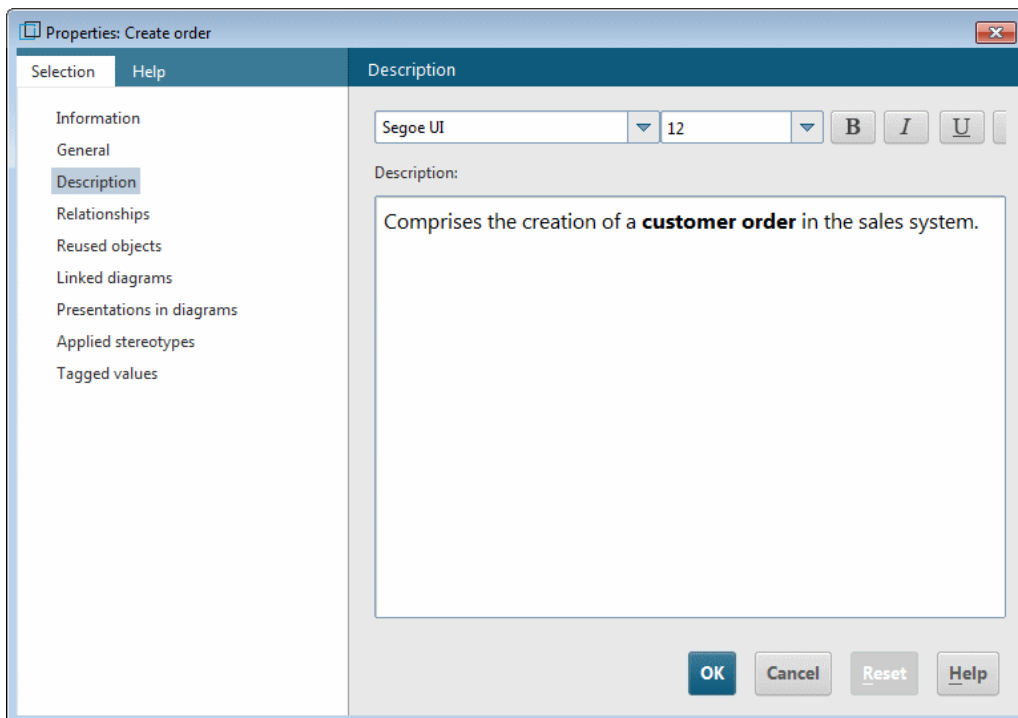 Properties: Create order
Selection Help
Description
Information
General
Description
Relationships
Reused objects
Linked diagrams
Presentations in diagrams
Applied stereotypes
Tagged values
Segoe UI 12 B I U
Description:
Comprises the creation of a customer order in the sales system.
OK Cancel Reset Help